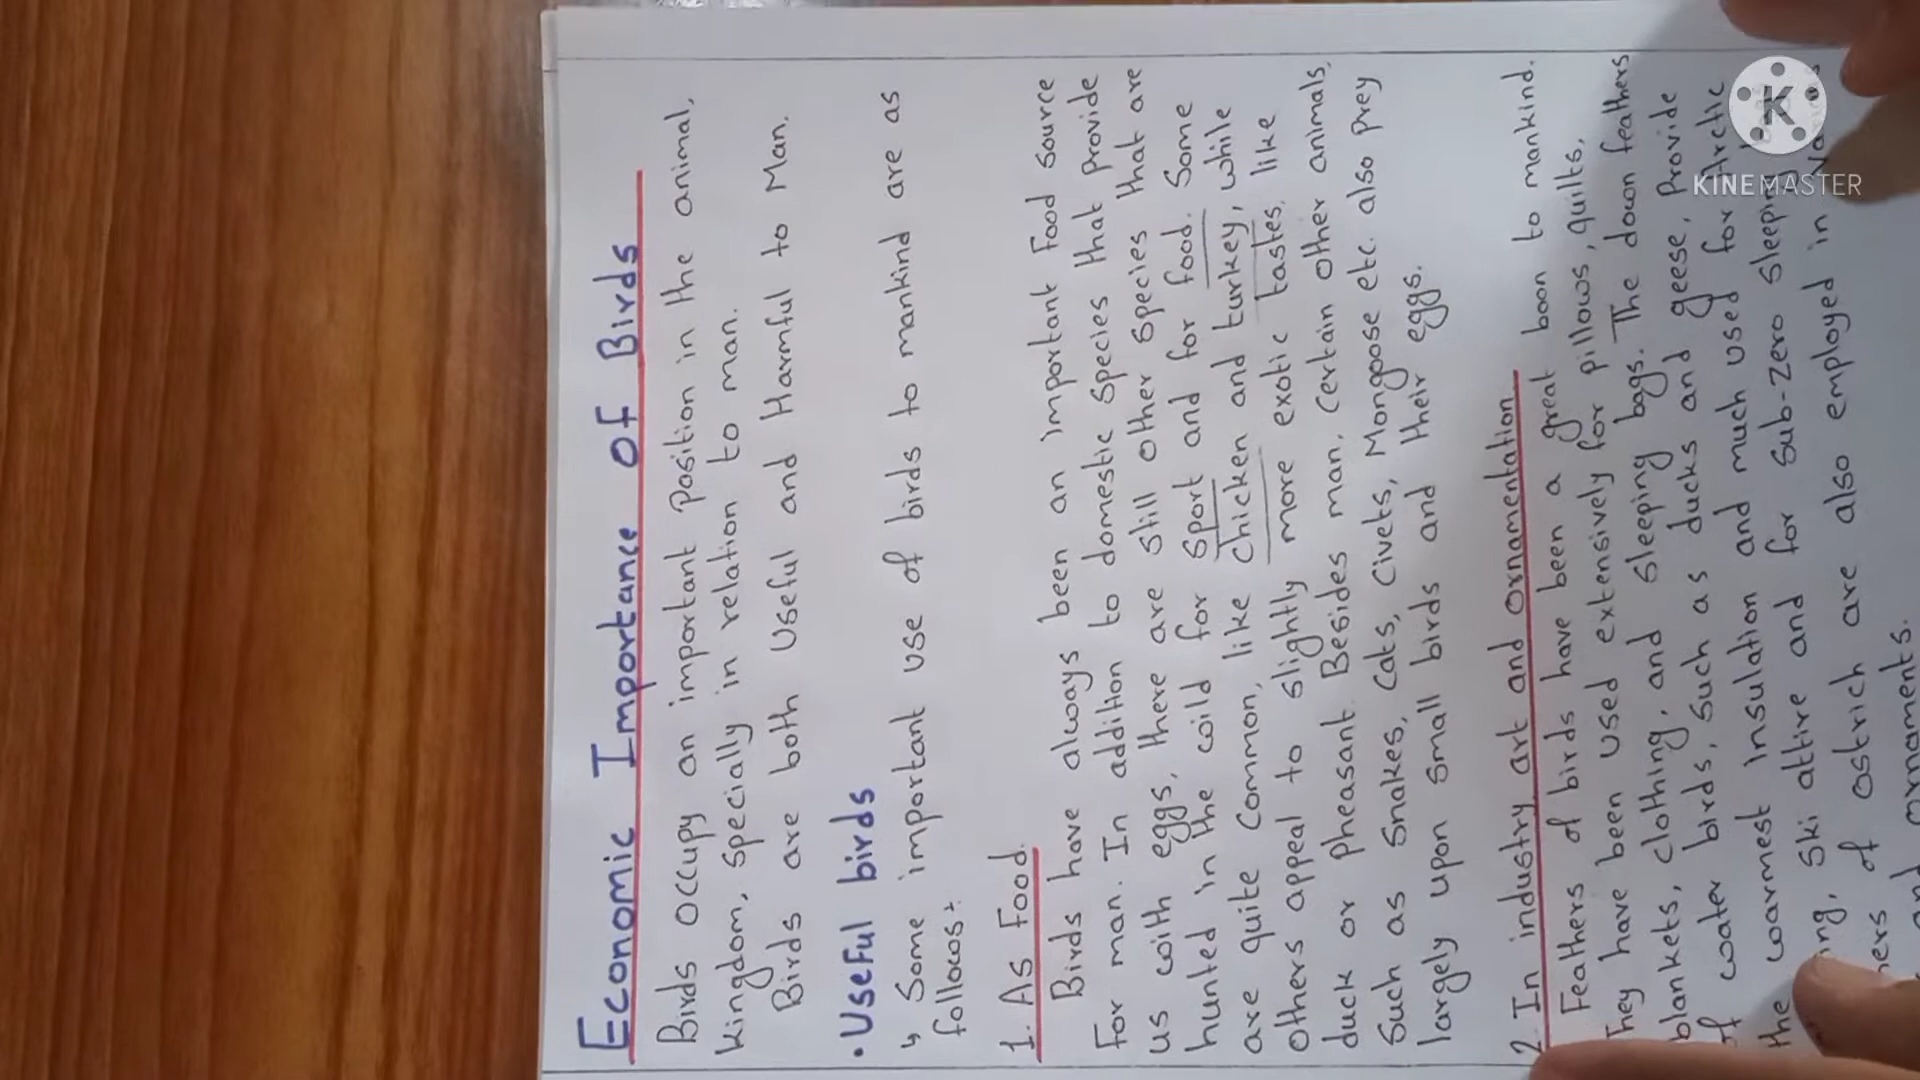 Economic Importance of Birds
Birds occupy an important position in the animal,
kingdom, specially in relation to man.
Birds are both useful and Harmful to Man.
• Useful birds
↳ Some important use of birds to mankind are as
follows:-
1. As Food.
Birds have always been an important food source
for man. In addition to domestic species that provide
us with eggs, there are still other species that are
hunted in the wild for sport and for food. Some
are quite common, like chicken and turkey, while
others appeal to slightly more exotic tastes, like
duck or pheasant. Besides man, certain other animals,
such as snakes, cats, civets, Mongoose etc. also prey
largely upon small birds and their eggs.
2. In industry art and ornamentation
Feathers of birds have been a great boon to mankind.
They have been used extensively for pillows, quilts,
blankets, clothing, and sleeping bags. The down feathers
of water birds, such as ducks and geese, provide
the warmest insulation and much used for Arctic
ing, ski attire and for sub-zero sleeping
hers of ostrich are also employed in
and ornaments.
KINEMASTER